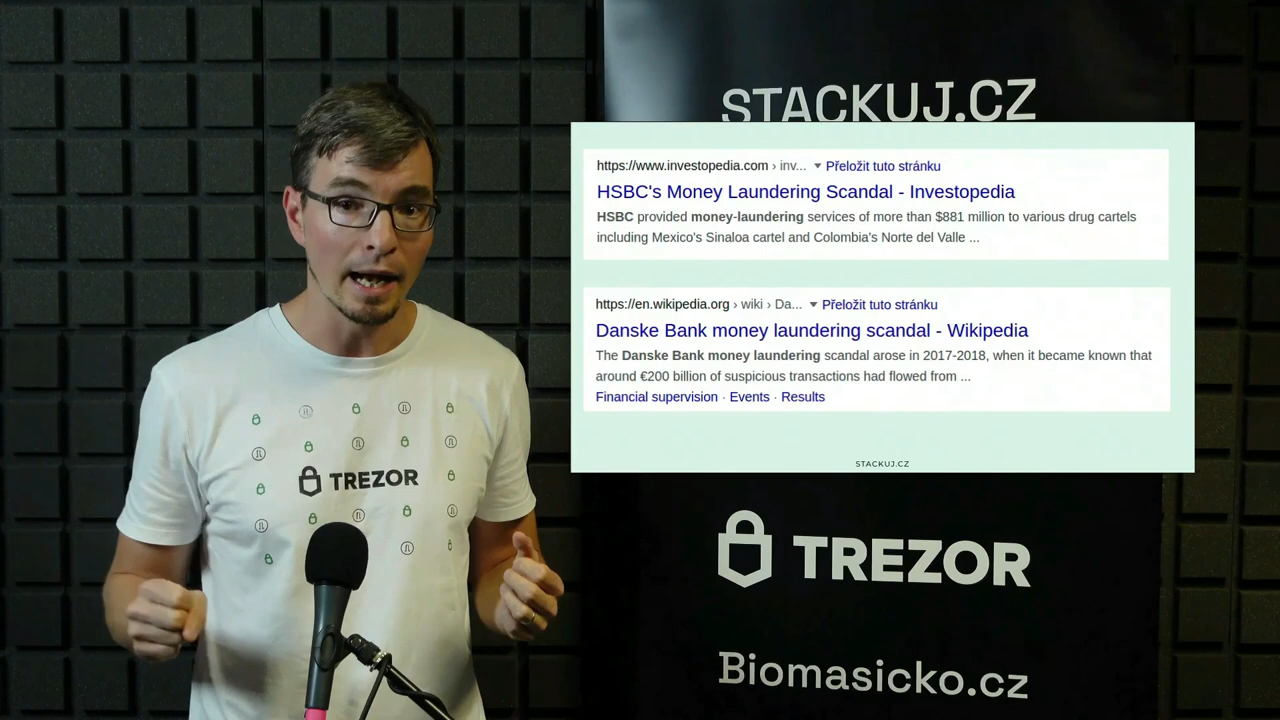 STACKUJ.CZ
https://www.investopedia.com › inv... Přeložit tuto stránku
HSBC's Money Laundering Scandal - Investopedia
HSBC provided money-laundering services of more than $881 million to various drug cartels
including Mexico's Sinaloa cartel and Colombia's Norte del Valle ...
https://en.wikipedia.org › wiki › Da... Přeložit tuto stránku
Danske Bank money laundering scandal - Wikipedia
The Danske Bank money laundering scandal arose in 2017-2018, when it became known that
around €200 billion of suspicious transactions had flowed from ...
Financial supervision · Events · Results
STACKUJ.CZ
TREZOR
TREZOR
Biomasicko.cz